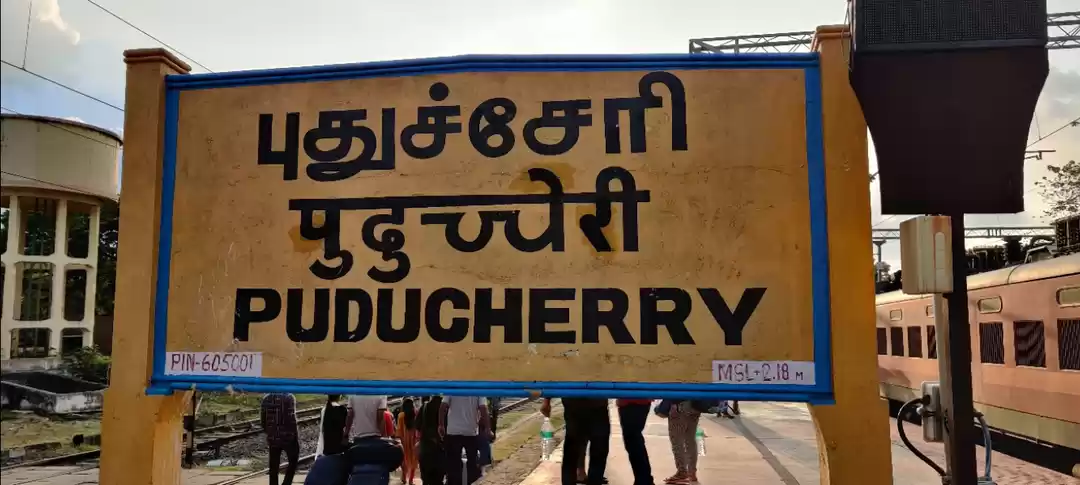 புதுச்சேரி
पुदुच्चेरी
PUDUCHERRY
PIN-605001
MSL+2.18 M